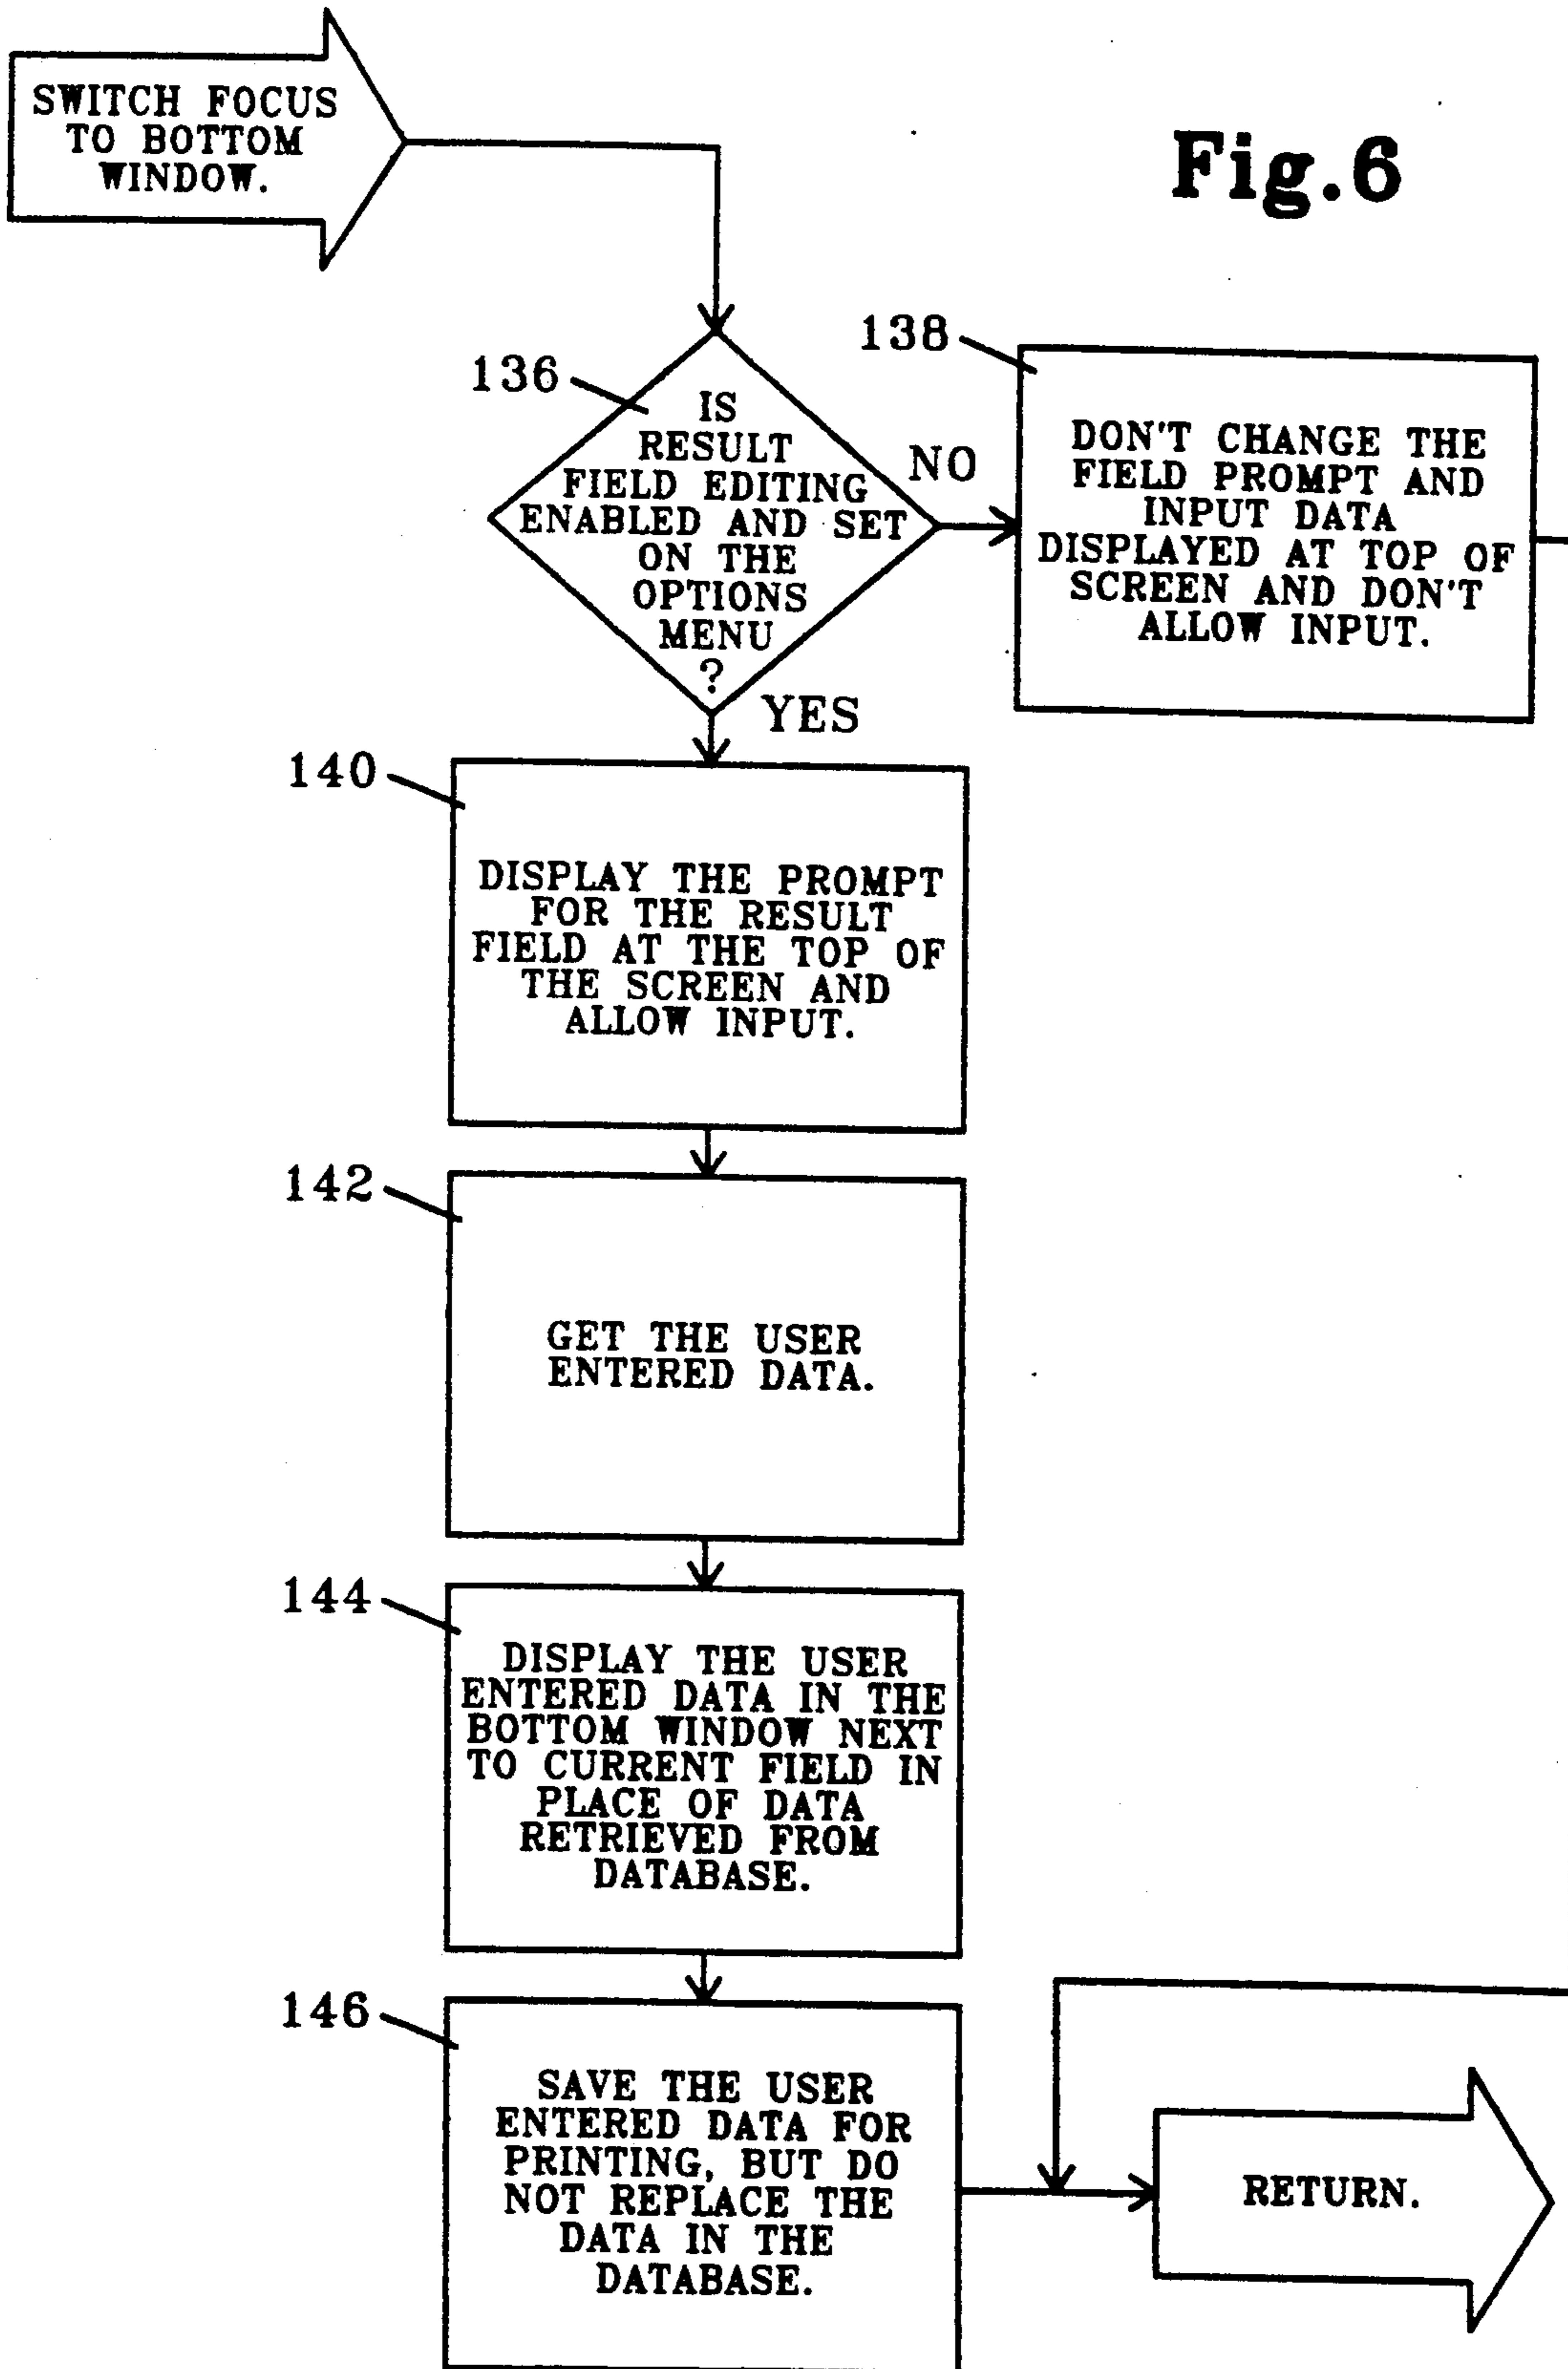 SWITCH FOCUS
TO BOTTOM
WINDOW.
Fig.6
136
IS
RESULT
FIELD EDITING
ENABLED AND SET
ON THE
OPTIONS
MENU
?
NO
YES
138
DON'T CHANGE THE
FIELD PROMPT AND
INPUT DATA
DISPLAYED AT TOP OF
SCREEN AND DON'T
ALLOW INPUT.
140
DISPLAY THE PROMPT
FOR THE RESULT
FIELD AT THE TOP OF
THE SCREEN AND
ALLOW INPUT.
142
GET THE USER
ENTERED DATA.
144
DISPLAY THE USER
ENTERED DATA IN THE
BOTTOM WINDOW NEXT
TO CURRENT FIELD IN
PLACE OF DATA
RETRIEVED FROM
DATABASE.
146
SAVE THE USER
ENTERED DATA FOR
PRINTING, BUT DO
NOT REPLACE THE
DATA IN THE
DATABASE.
RETURN.